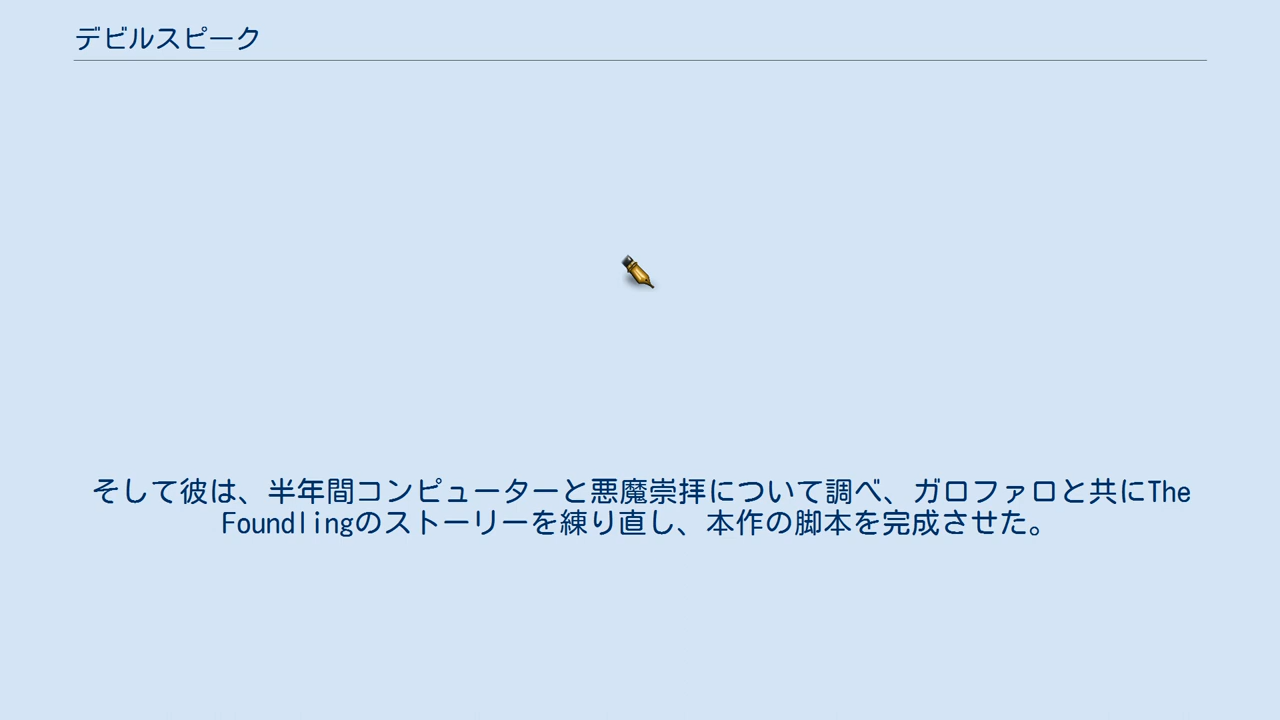 デビルスピーク
そして彼は、半年間コンピューターと悪魔崇拝について調べ、ガロファロと共にThe
Foundlingのストーリーを練り直し、本作の脚本を完成させた。